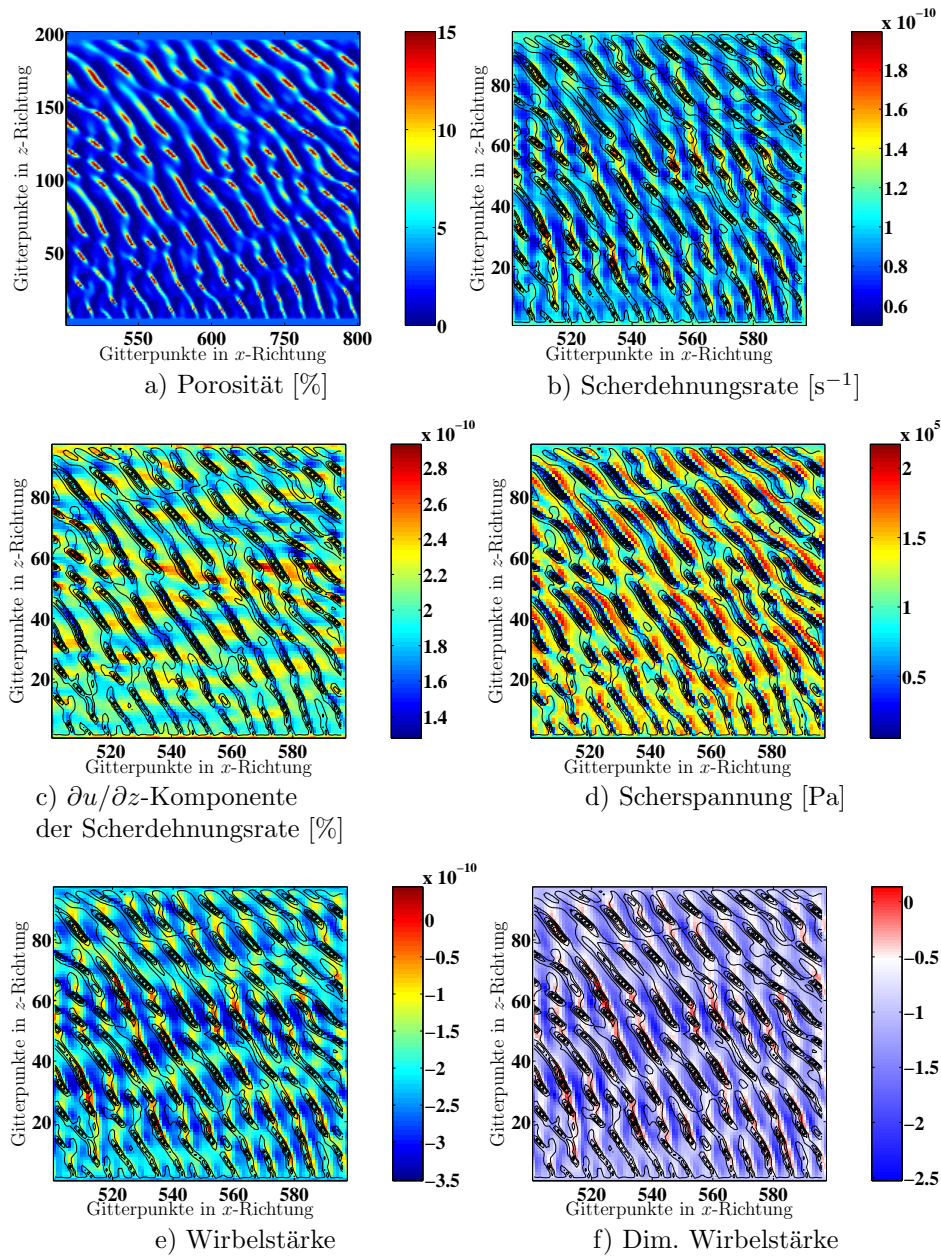 200
150
100
50
Gitterpunkte in z-Richtung
550 600 750 800
Gitterpunkte in x-Richtung
15
10
5
0
a) Porosität [%]
80
60
40
20
Gitterpunkte in z-Richtung
520 540 560 580
Gitterpunkte in x-Richtung
x 10⁻¹⁰
1.8
1.6
1.4
1.2
1
0.8
0.6
b) Scherdehnungsrate [s⁻¹]
80
60
40
20
Gitterpunkte in z-Richtung
520 540 560 580
Gitterpunkte in x-Richtung
x 10⁻¹⁰
2.8
2.6
2.4
2.2
2
1.8
1.6
1.4
c) ∂u/∂z-Komponente
der Scherdehnungsrate [%]
80
60
40
20
Gitterpunkte in z-Richtung
520 540 560 580
Gitterpunkte in x-Richtung
x 10⁵
2
1.5
1
0.5
d) Scherspannung [Pa]
80
60
40
20
Gitterpunkte in z-Richtung
520 540 560 580
Gitterpunkte in x-Richtung
x 10⁻¹⁰
0
−0.5
−1
−1.5
−2
−2.5
−3
−3.5
e) Wirbelstärke
80
60
40
20
Gitterpunkte in z-Richtung
520 540 560 580
Gitterpunkte in x-Richtung
0
−0.5
−1
−1.5
−2
−2.5
f) Dim. Wirbelstärke